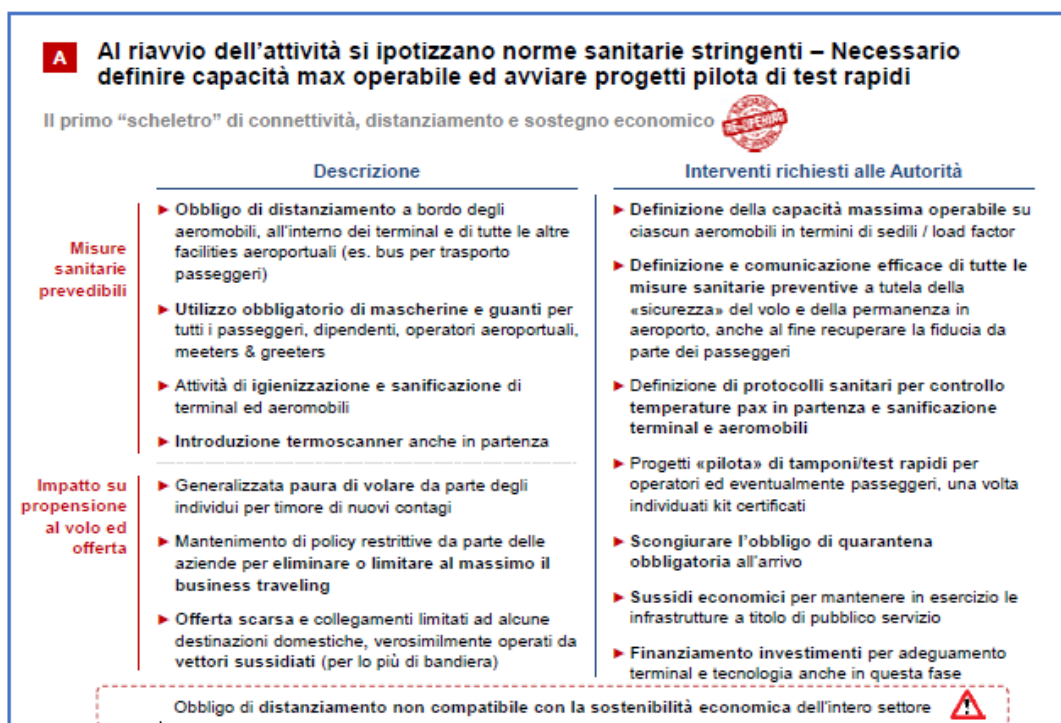 A
Al riavvio dell'attività si ipotizzano norme sanitarie stringenti – Necessario
definire capacità max operabile ed avviare progetti pilota di test rapidi
Il primo "scheletro" di connettività, distanziamento e sostegno economico
RE-OPENING
Descrizione
Misure
sanitarie
prevedibili
► Obbligo di distanziamento a bordo degli
aeromobili, all'interno dei terminal e di tutte le altre
facilities aeroportuali (es. bus per trasporto
passeggeri)
► Utilizzo obbligatorio di mascherine e guanti per
tutti i passeggeri, dipendenti, operatori aeroportuali,
meeters & greeters
► Attività di igienizzazione e sanificazione di
terminal ed aeromobili
► Introduzione termoscanner anche in partenza
Impatto su
propensione
al volo ed
offerta
► Generalizzata paura di volare da parte degli
individui per timore di nuovi contagi
► Mantenimento di policy restrittive da parte delle
aziende per eliminare o limitare al massimo il
business traveling
► Offerta scarsa e collegamenti limitati ad alcune
destinazioni domestiche, verosimilmente operati da
vettori sussidiati (per lo più di bandiera)
Interventi richiesti alle Autorità
► Definizione della capacità massima operabile su
ciascun aeromobili in termini di sedili / load factor
► Definizione e comunicazione efficace di tutte le
misure sanitarie preventive a tutela della
«sicurezza» del volo e della permanenza in
aeroporto, anche al fine recuperare la fiducia da
parte dei passeggeri
► Definizione di protocolli sanitari per controllo
temperature pax in partenza e sanificazione
terminal e aeromobili
► Progetti «pilota» di tamponi/test rapidi per
operatori ed eventualmente passeggeri, una volta
individuati kit certificati
► Scongiurare l'obbligo di quarantena
obbligatoria all'arrivo
► Sussidi economici per mantenere in esercizio le
infrastrutture a titolo di pubblico servizio
► Finanziamento investimenti per adeguamento
terminal e tecnologia anche in questa fase
Obbligo di distanziamento non compatibile con la sostenibilità economica dell'intero settore